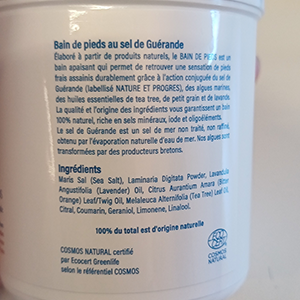 Bain de pieds au sel de Guérande
Élaboré à partir de produits naturels, le BAIN DE PIEDS est un
bain apaisant qui permet de retrouver une sensation de pieds
frais assainis durablement grâce à l'action conjuguée du sel de
Guérande (labellisé NATURE ET PROGRES), des algues marines,
des huiles essentielles de tea tree, de petit grain et de lavande.
La qualité et l'origine des ingrédients vous garantissent un bain
100% naturel, riche en sels minéraux, iode et oligoéléments.
Le sel de Guérande est un sel de mer non traité, non raffiné,
obtenu par l'évaporation naturelle d'eau de mer. Nos algues sont
transformées par des producteurs bretons.
Ingrédients
Maris Sal (Sea Salt), Laminaria Digitata Powder, Lavandula
Angustifolia (Lavender) Oil, Citrus Aurantium Amara (Bitter
Orange) Leaf/Twig Oil, Melaleuca Alternifolia (Tea Tree) Leaf Oil,
Citral, Coumarin, Geraniol, Limonene, Linalool.
100% du total est d'origine naturelle
COSMOS NATURAL certifié
par Ecocert Greenlife
selon le référentiel COSMOS
ECO
CERT
COSMOS
NATURAL